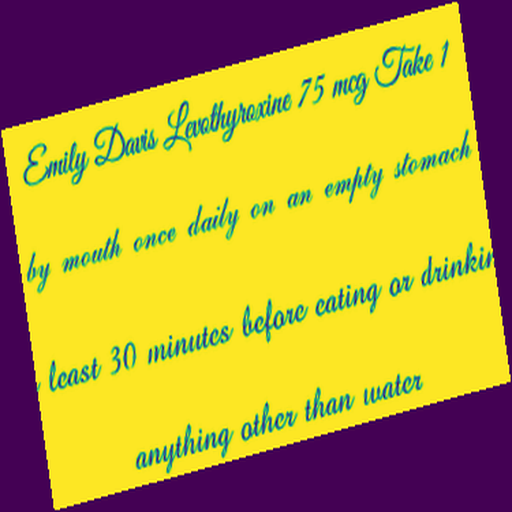 Emily Davis Levothyroxine 75 mcg Take 1
by mouth once daily on an empty stomach
least 30 minutes before eating or
anything other than water